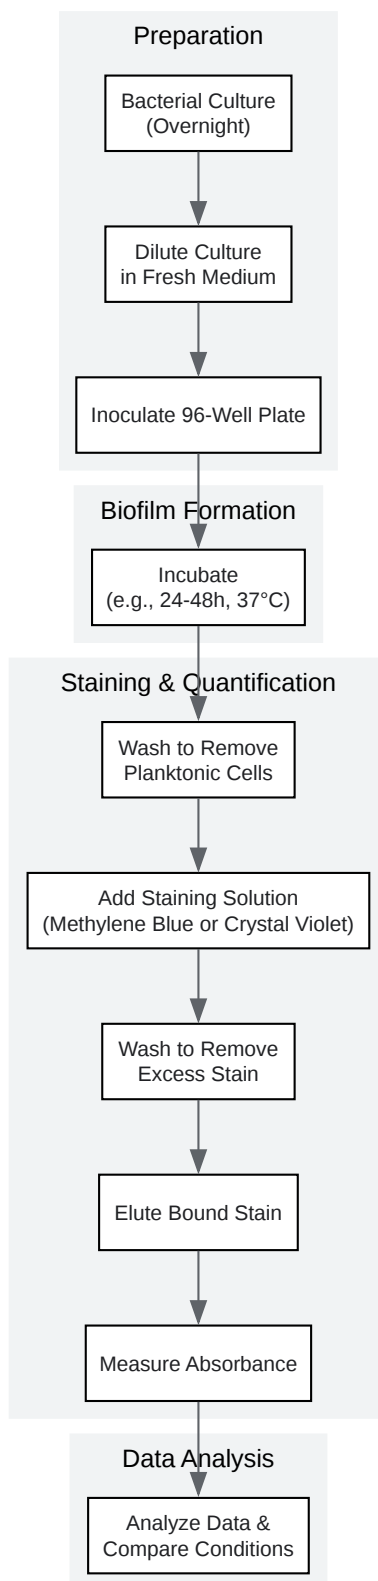 Preparation
Bacterial Culture
(Overnight)
Dilute Culture
in Fresh Medium
Inoculate 96-Well Plate
Biofilm Formation
Incubate
(e.g., 24-48h, 37°C)
Staining & Quantification
Wash to Remove
Planktonic Cells
Add Staining Solution
(Methylene Blue or Crystal Violet)
Wash to Remove
Excess Stain
Elute Bound Stain
Measure Absorbance
Data Analysis
Analyze Data &
Compare Conditions